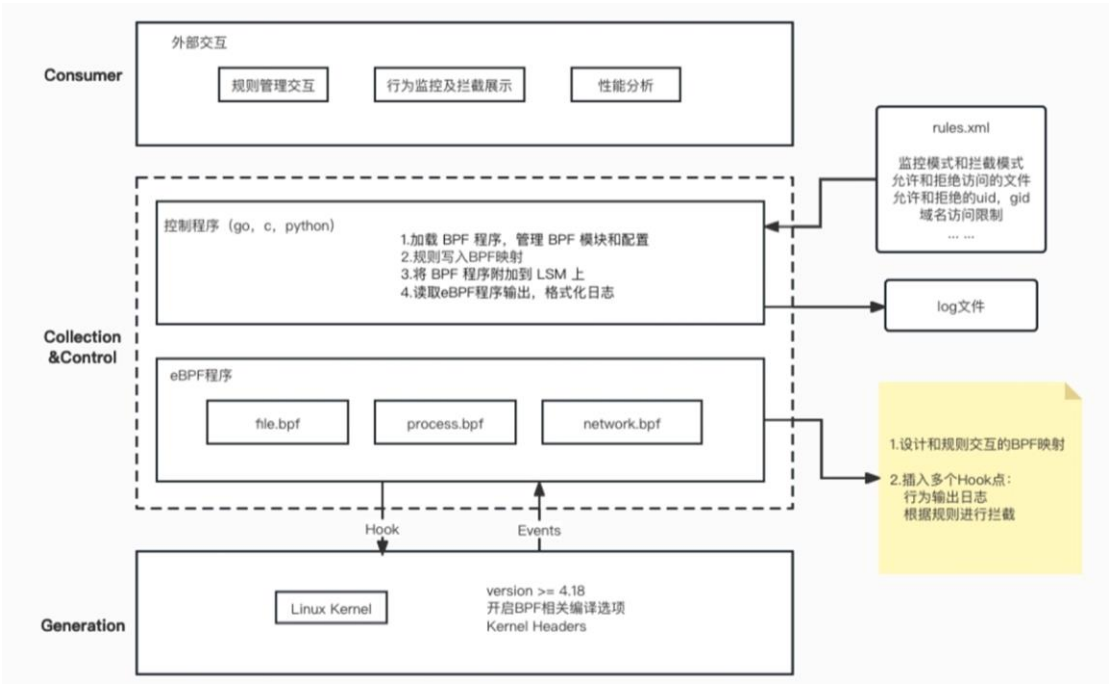 Consumer
外部交互
规则管理交互
行为监控及拦截展示
性能分析
rules.xml
监控模式和拦截模式
允许和拒绝访问的文件
允许和拒绝的uid，gid
域名访问限制
... ...
Collection
&Control
控制程序（go，c，python）
1.加载 BPF 程序，管理 BPF 模块和配置
2.规则写入BPF映射
3.将 BPF 程序附加到 LSM 上
4.读取eBPF程序输出，格式化日志
log文件
eBPF程序
file.bpf
process.bpf
network.bpf
1.设计和规则交互的BPF映射
2.插入多个Hook点：
行为输出日志
根据规则进行拦截
Hook
Events
Generation
Linux Kernel
version >= 4.18
开启BPF相关编译选项
Kernel Headers